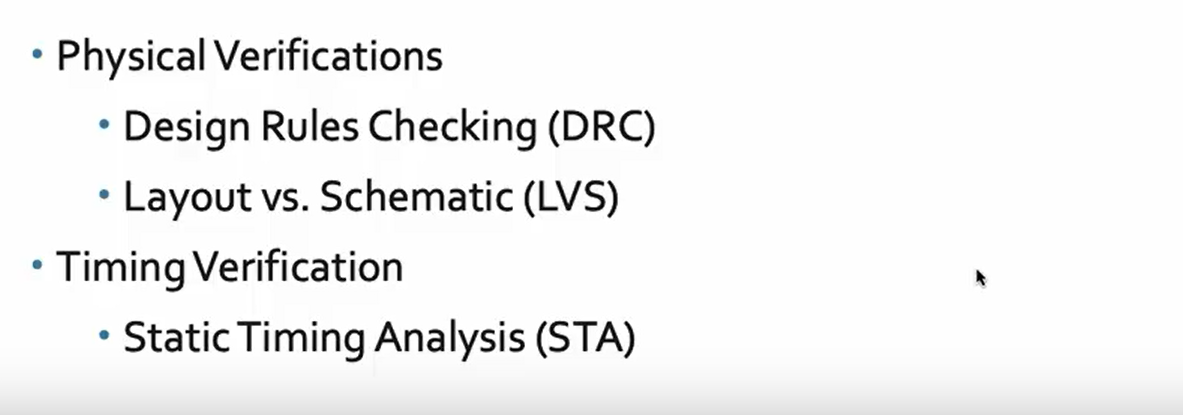 • Physical Verifications
• Design Rules Checking (DRC)
• Layout vs. Schematic (LVS)
• Timing Verification
• Static Timing Analysis (STA)